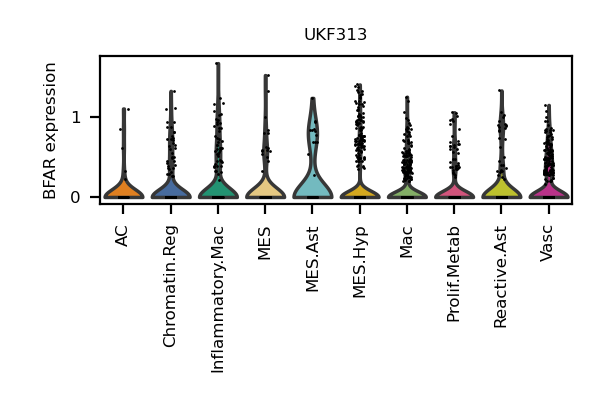 UKF313
BFAR expression
1
0
AC
Chromatin.Reg
Inflammatory.Mac
MES
MES.Ast
MES.Hyp
Mac
Prolif.Metab
Reactive.Ast
Vasc